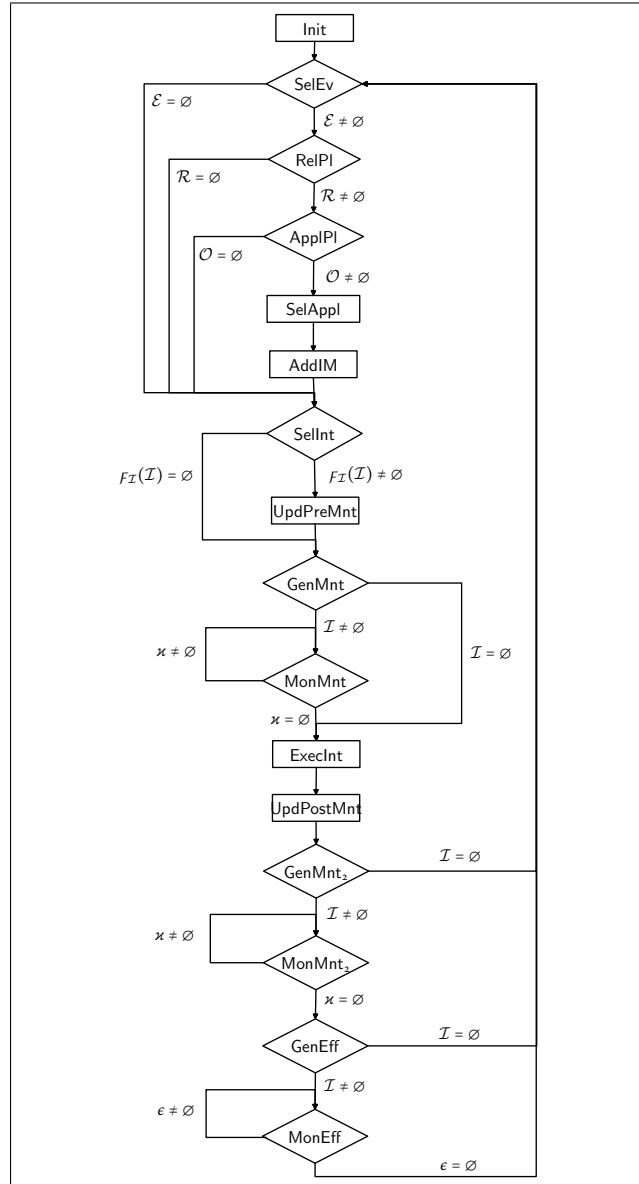 Init
SelEv
ℰ = ∅
ℰ ≠ ∅
RelPl
ℛ = ∅
ℛ ≠ ∅
ApplPl
𝒪 = ∅
𝒪 ≠ ∅
SelAppl
AddIM
SelInt
Fℐ(ℐ) = ∅
Fℐ(ℐ) ≠ ∅
UpdPreMnt
GenMnt
ℐ ≠ ∅
ϰ ≠ ∅
ℐ = ∅
MonMnt
ϰ = ∅
ExecInt
UpdPostMnt
GenMnt₂
ℐ = ∅
ℐ ≠ ∅
ϰ ≠ ∅
MonMnt₂
ϰ = ∅
GenEff
ℐ = ∅
ℐ ≠ ∅
ϵ ≠ ∅
MonEff
ϵ = ∅